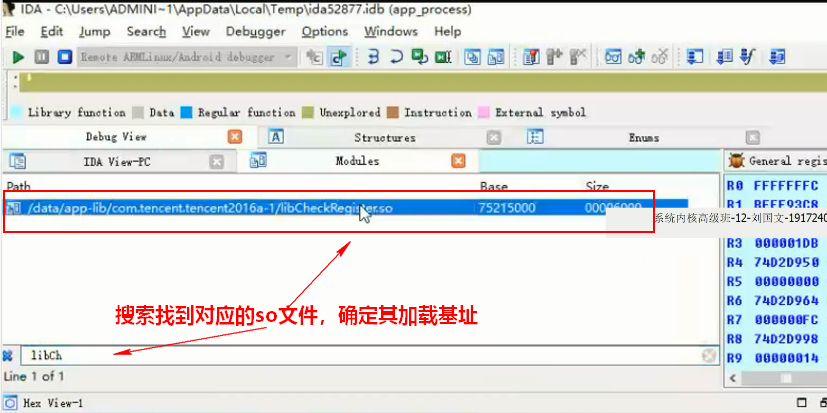 IDA - C:\Users\ADMINI~1\AppData\Local\Temp\ida52877.idb (app_process)
File Edit Jump Search View Debugger Options Windows Help
Remote ARMLinux/Android debugger
Library function Data Regular function Unexplored Instruction External symbol
Debug View Structures Enums
IDA View-PC Modules General regis
Path Base Size
/data/app-lib/com.tencent.tencent2016a-1/libCheckRegister.so 75215000 00006000
R0 FFFFFFFC
R1 BEFF93C8
系统内核高级班-12-刘国文-1917240
R3 000001DB
R4 74D2D950
R5 00000000
R6 74D2D964
R7 000000FC
R8 74D2D998
R9 00000014
搜索找到对应的so文件，确定其加载基址
libCh
Line 1 of 1
Hex View-1